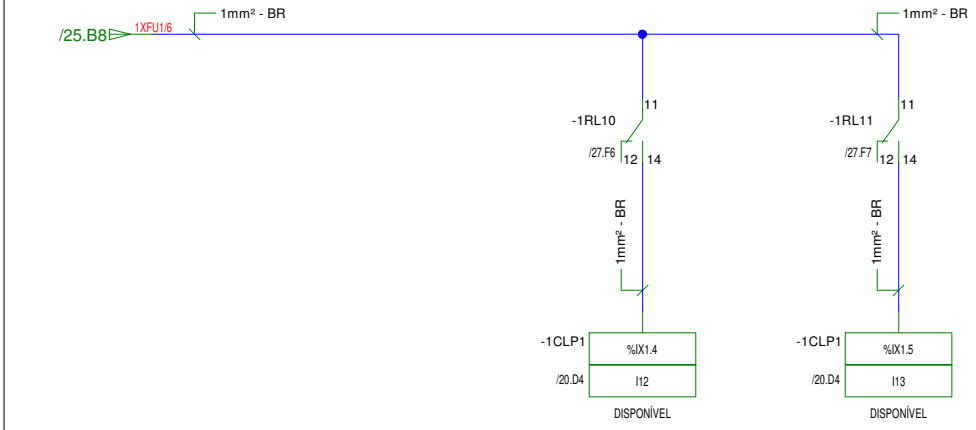 1mm² - BR
1mm² - BR
/25.B8
1XFU1/6
11
11
-1RL10
-1RL11
/27.F6
12
14
/27.F7
12
14
1mm² - BR
1mm² - BR
-1CLP1
%IX1.4
-1CLP1
%IX1.5
/20.D4
I12
/20.D4
I13
DISPONÍVEL
DISPONÍVEL